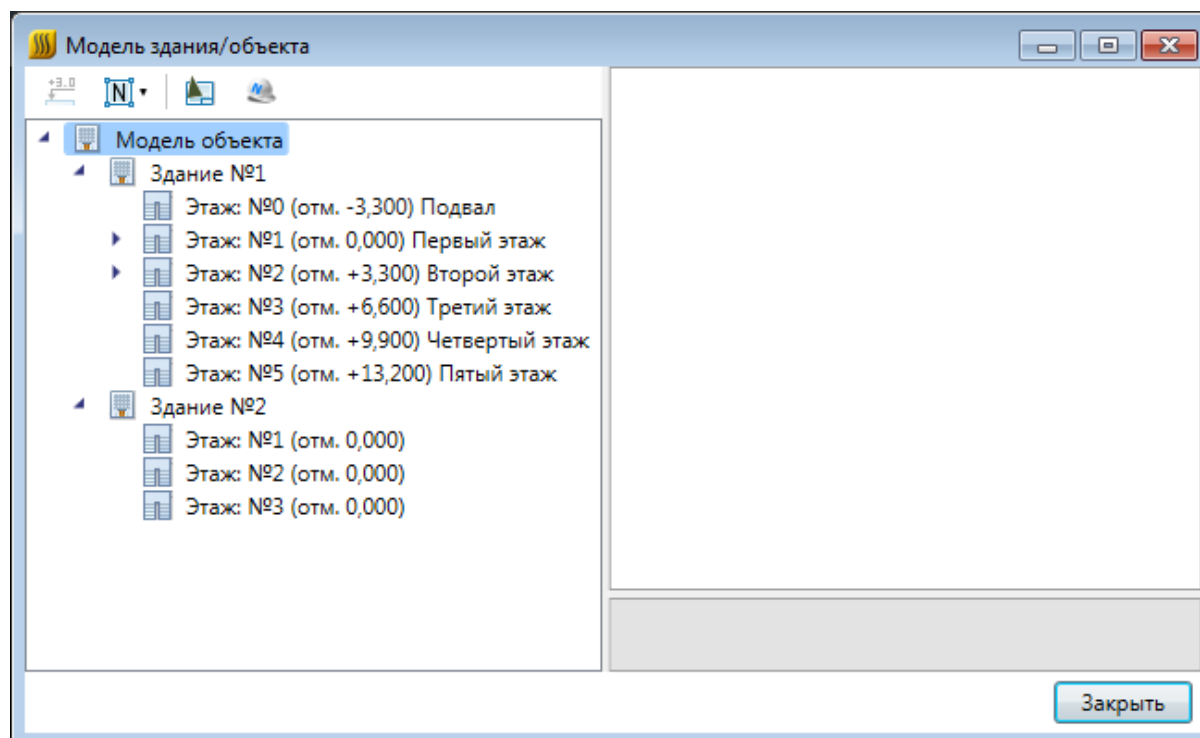 Модель здания/объекта
+3.0
N
Модель объекта
Здание №1
Этаж: №0 (отм. -3,300) Подвал
Этаж: №1 (отм. 0,000) Первый этаж
Этаж: №2 (отм. +3,300) Второй этаж
Этаж: №3 (отм. +6,600) Третий этаж
Этаж: №4 (отм. +9,900) Четвертый этаж
Этаж: №5 (отм. +13,200) Пятый этаж
Здание №2
Этаж: №1 (отм. 0,000)
Этаж: №2 (отм. 0,000)
Этаж: №3 (отм. 0,000)
Закрыть